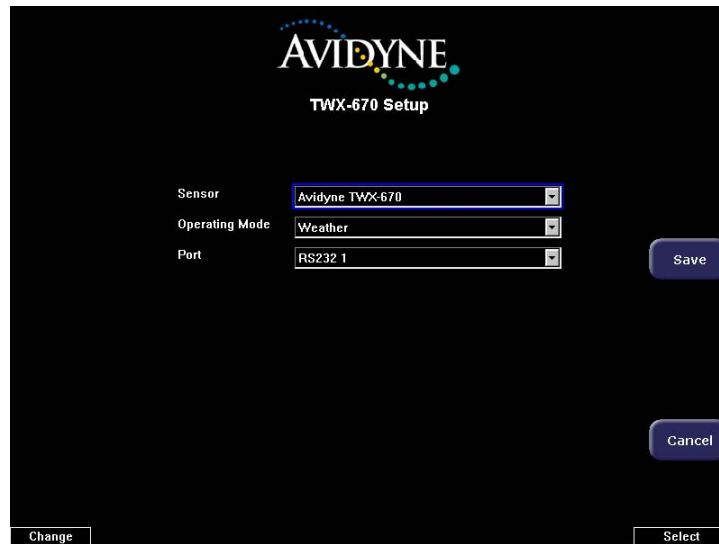 AVIDYNE
TWX-670 Setup
Sensor Avidyne TWX-670
Operating Mode Weather
Port RS232 1
Save
Cancel
Change Select